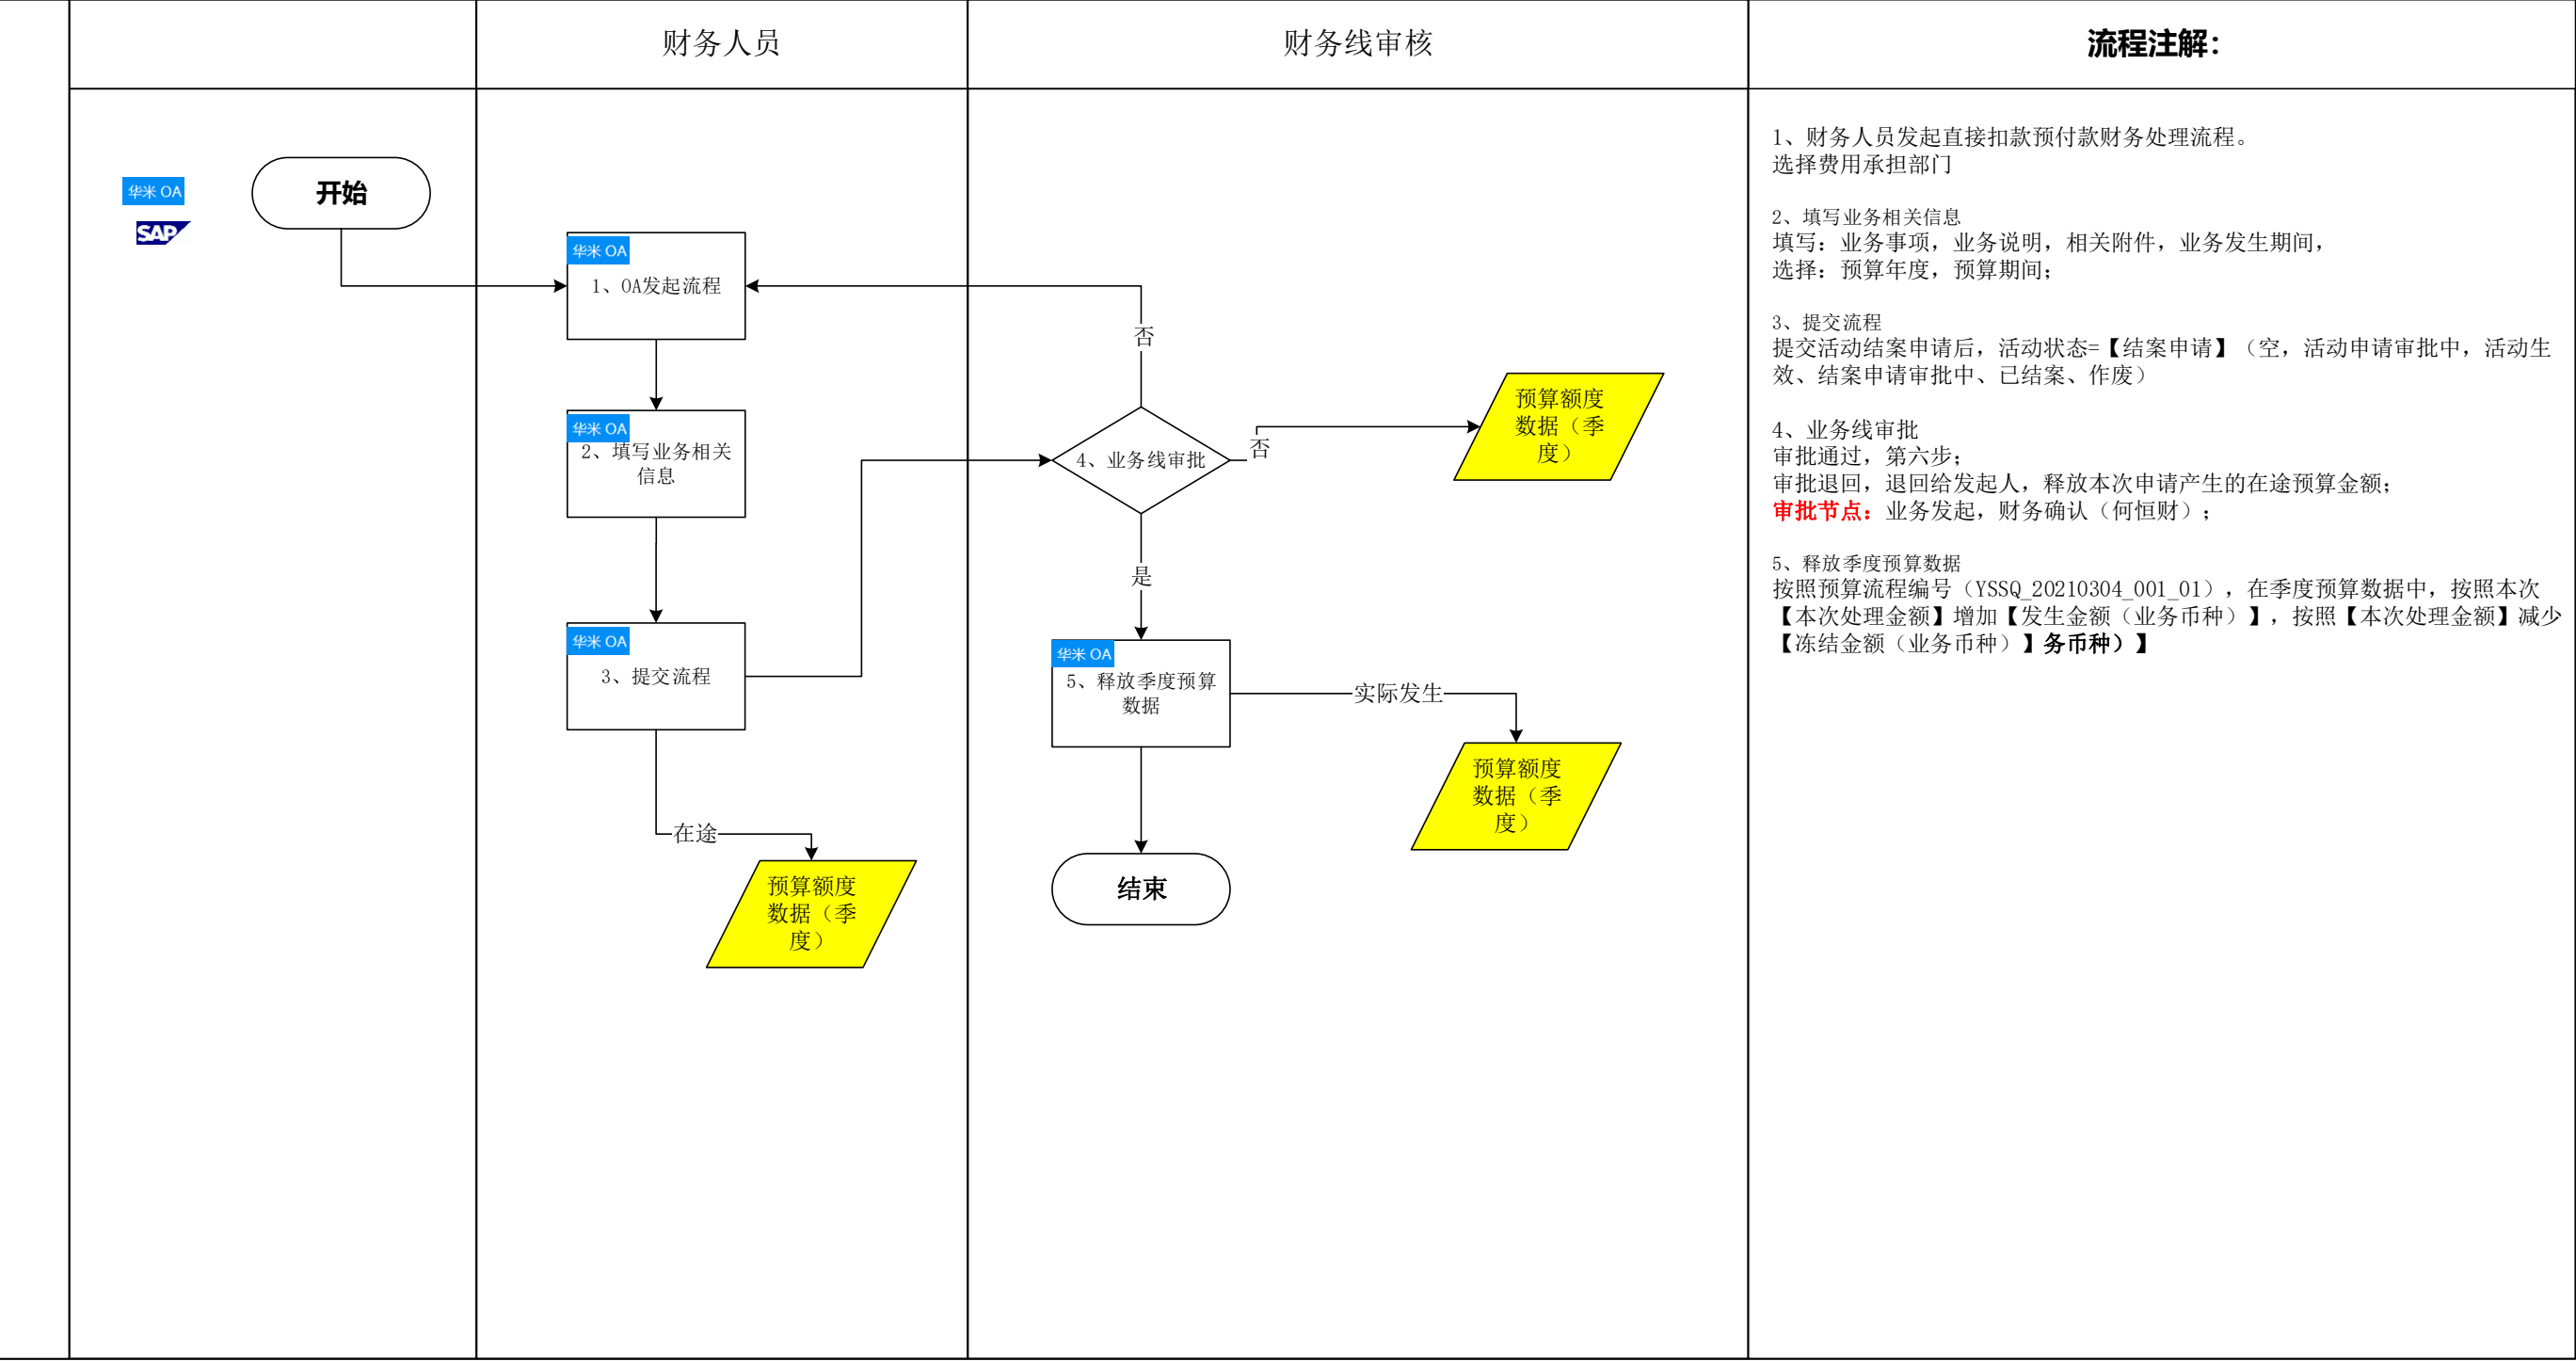 财务人员
财务线审核
流程注解：
华米 OA
SAP
开始
华米 OA
1、OA发起流程
华米 OA
2、填写业务相关
信息
华米 OA
3、提交流程
在途
预算额度
数据（季
度）
否
4、业务线审批
否
预算额度
数据（季
度）
是
华米 OA
5、释放季度预算
数据
实际发生
预算额度
数据（季
度）
结束
1、财务人员发起直接扣款预付款财务处理流程。
选择费用承担部门
2、填写业务相关信息
填写：业务事项，业务说明，相关附件，业务发生期间，
选择：预算年度，预算期间；
3、提交流程
提交活动结案申请后，活动状态=【结案申请】（空，活动申请审批中，活动生
效、结案申请审批中、已结案、作废）
4、业务线审批
审批通过，第六步；
审批退回，退回给发起人，释放本次申请产生的在途预算金额；
审批节点：业务发起，财务确认（何恒财）；
5、释放季度预算数据
按照预算流程编号（YSSQ_20210304_001_01），在季度预算数据中，按照本次
【本次处理金额】增加【发生金额（业务币种）】，按照【本次处理金额】减少
【冻结金额（业务币种）】务币种）】